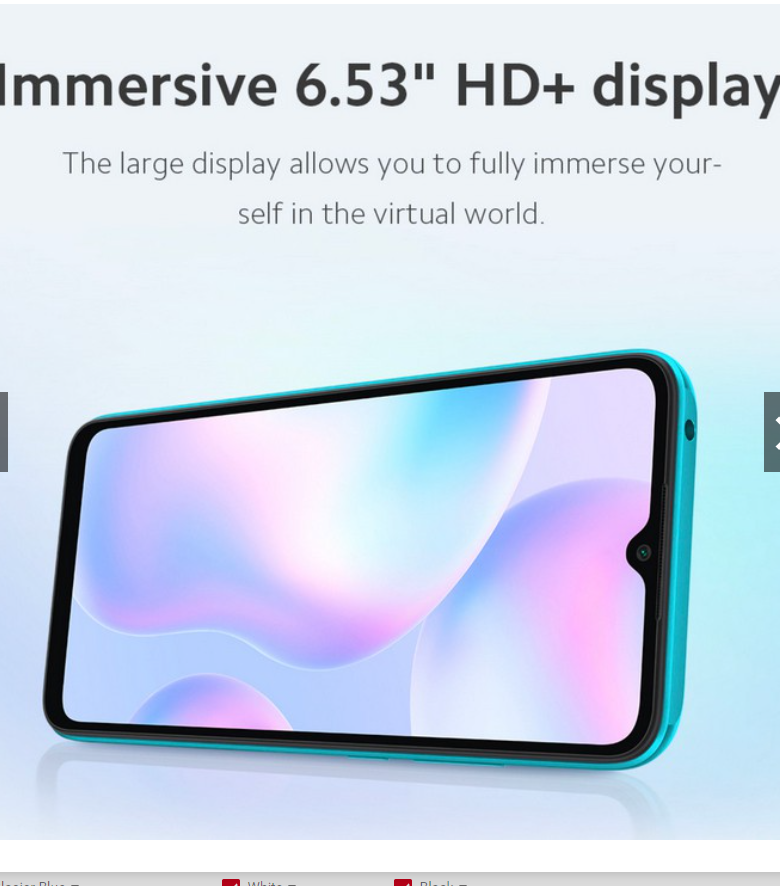 Immersive 6.53" HD+ display
The large display allows you to fully immerse your-
self in the virtual world.